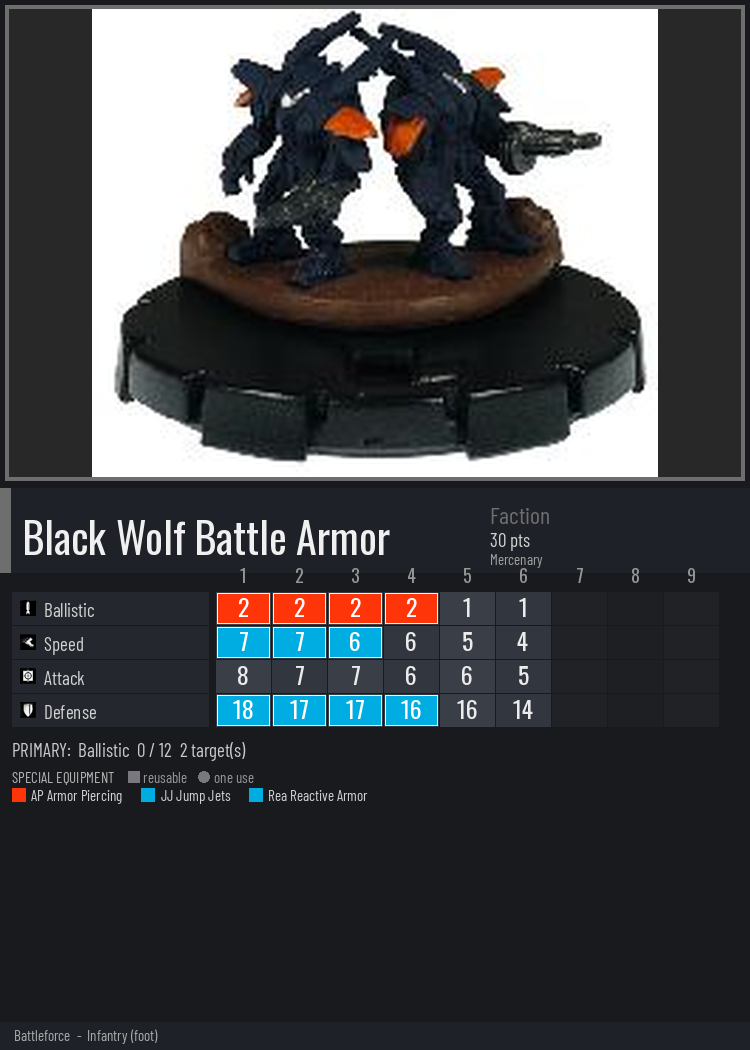 Black Wolf Battle Armor
Faction
30 pts
Mercenary
1 2 3 4 5 6 7 8 9
Ballistic 2 2 2 2 1 1
Speed 7 7 6 6 5 4
Attack 8 7 7 6 6 5
Defense 18 17 17 16 16 14
PRIMARY: Ballistic 0 / 12 2 target(s)
SPECIAL EQUIPMENT reusable one use
AP Armor Piercing JJ Jump Jets Rea Reactive Armor
Battleforce - Infantry (foot)